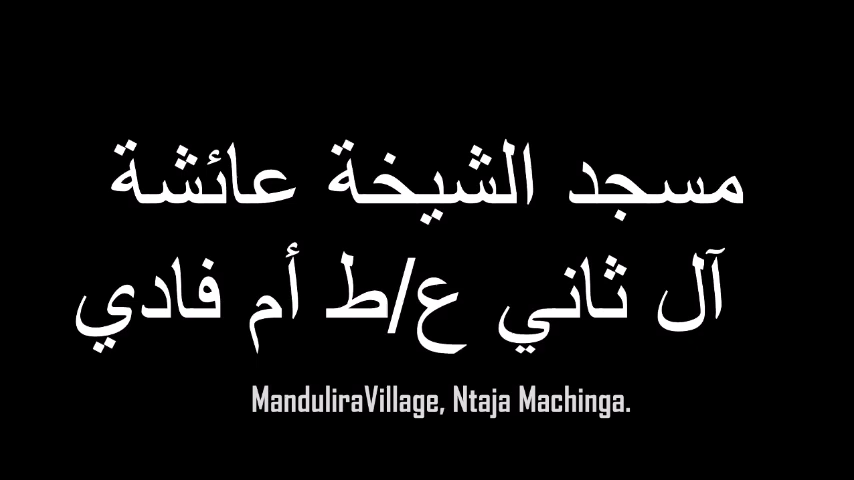 مسجد الشيخة عائشة
آل ثاني ع/ط أم فادي
ManduliraVillage, Ntaja Machinga.